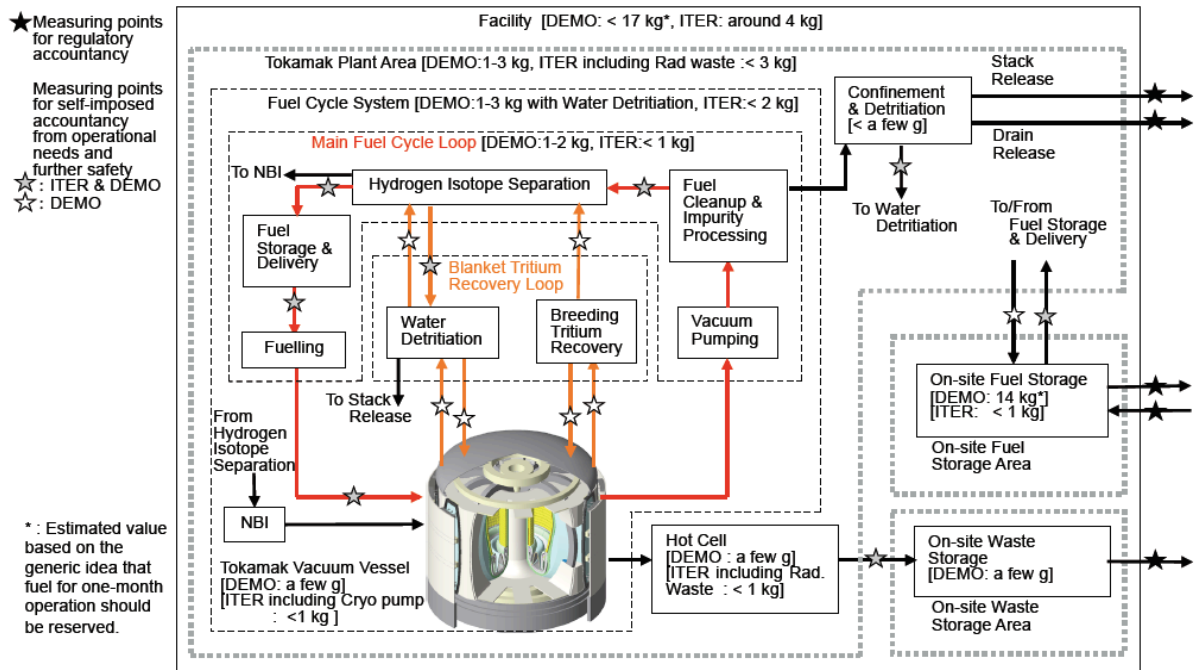 ★ Measuring points
for regulatory
accountancy
Measuring points
for self-imposed
accountancy
from operational
needs and
further safety
☆: ITER & DEMO
☆: DEMO
Facility [DEMO: < 17 kg*, ITER: around 4 kg]
Tokamak Plant Area [DEMO:1-3 kg, ITER including Rad waste :< 3 kg]
Fuel Cycle System [DEMO:1-3 kg with Water Detritiation, ITER:< 2 kg]
Main Fuel Cycle Loop [DEMO:1-2 kg, ITER:< 1 kg]
To NBI
Hydrogen Isotope Separation
Fuel
Cleanup &
Impurity
Processing
Fuel
Storage &
Delivery
Blanket Tritium
Recovery Loop
Water
Detritiation
Breeding
Tritium
Recovery
Vacuum
Pumping
Fuelling
To Stack
Release
From
Hydrogen
Isotope
Separation
NBI
Tokamak Vacuum Vessel
[DEMO: a few g]
[ITER including Cryo pump
: <1 kg ]
Confinement
& Detritiation
[< a few g]
Stack
Release
Drain
Release
To Water
Detritiation
To/From
Fuel Storage
& Delivery
On-site Fuel Storage
[DEMO: 14 kg*]
[ITER: < 1 kg]
On-site Fuel
Storage Area
Hot Cell
[DEMO : a few g]
[ITER including Rad.
Waste : < 1 kg]
On-site Waste
Storage
[DEMO: a few g]
On-site Waste
Storage Area
* : Estimated value
based on the
generic idea that
fuel for one-month
operation should
be reserved.